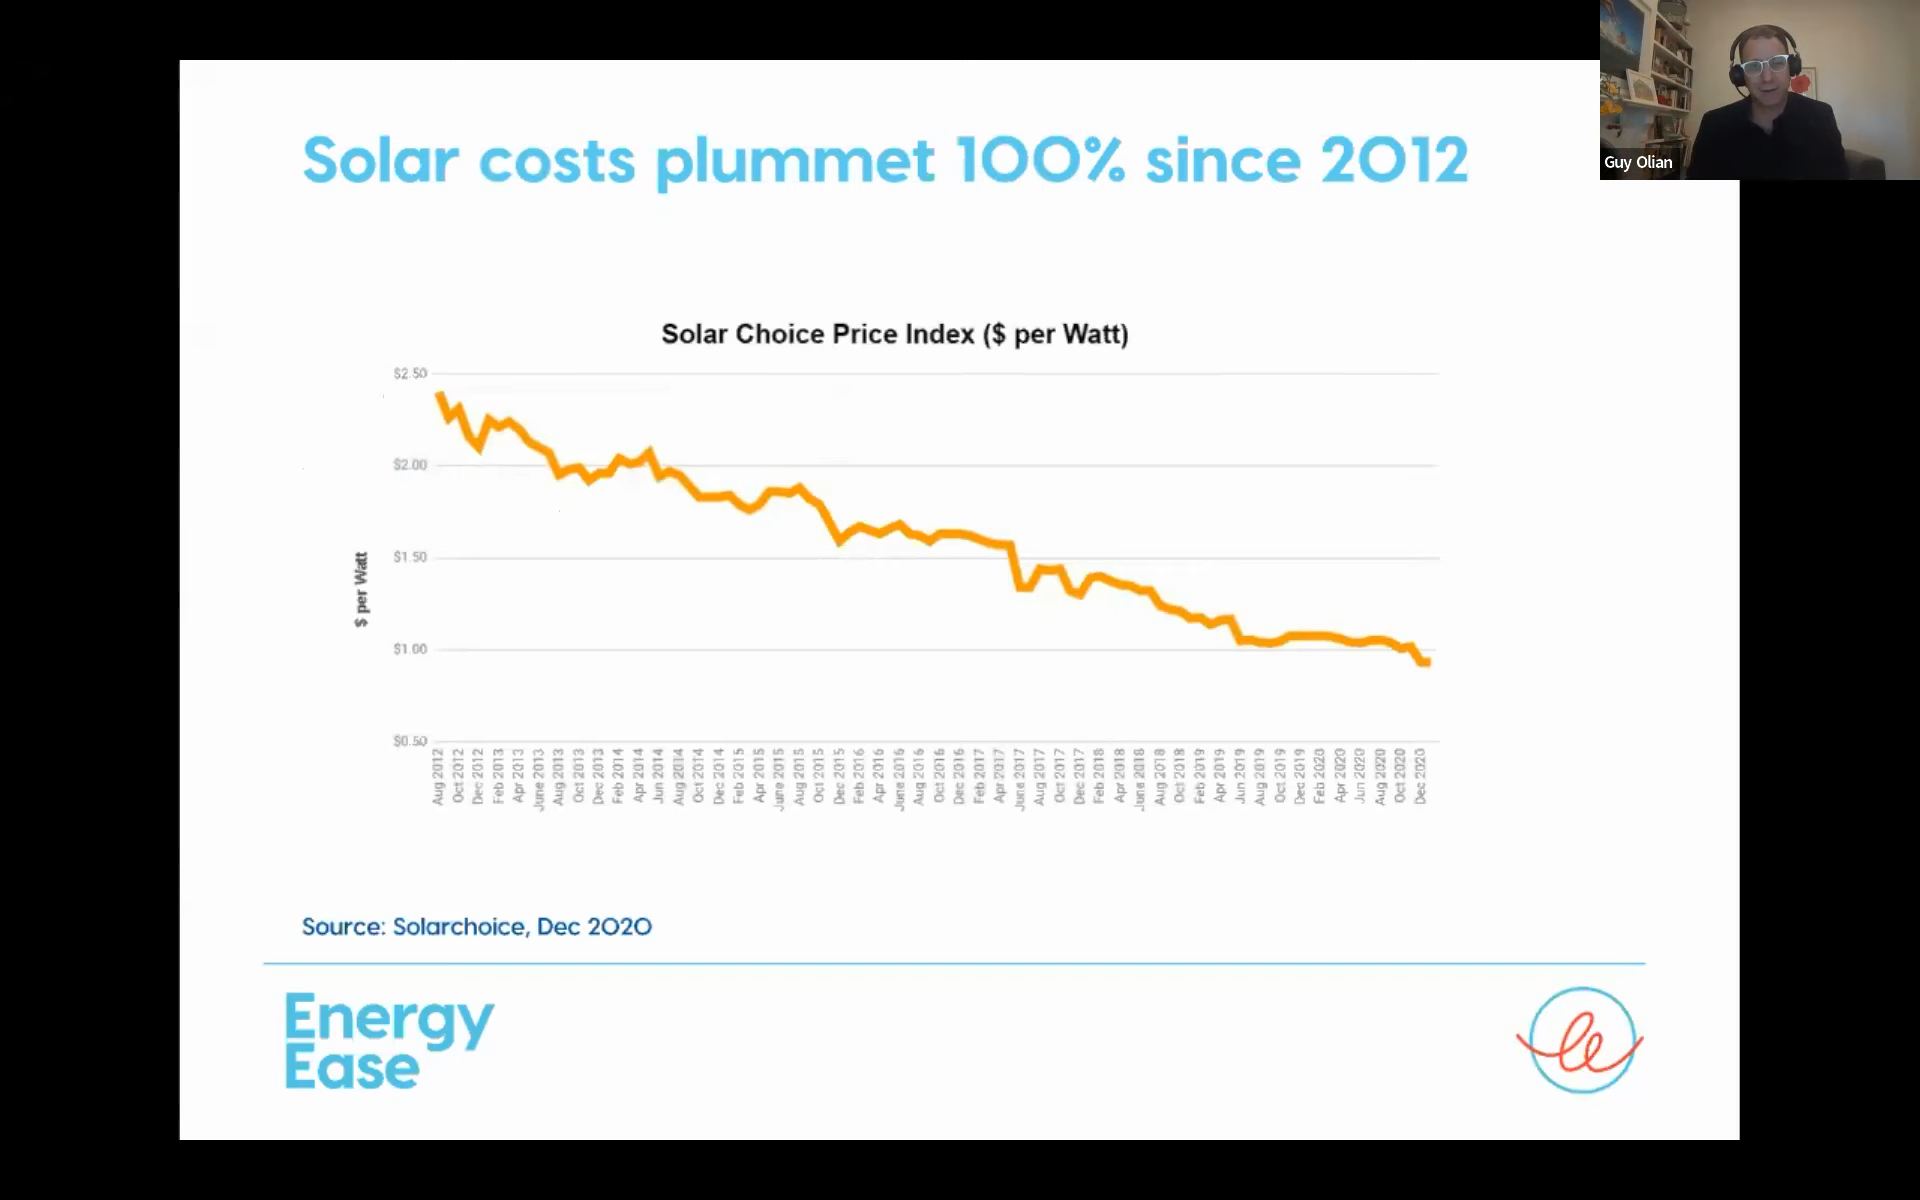 Guy Olian
Solar costs plummet 100% since 2012
Solar Choice Price Index ($ per Watt)
$ per Watt
$2.50
$2.00
$1.50
$1.00
$0.50
Aug 2012
Oct 2012
Dec 2012
Feb 2013
Apr 2013
June 2013
Aug 2013
Oct 2013
Dec 2013
Feb 2014
Apr 2014
Jun 2014
Aug 2014
Oct 2014
Dec 2014
Feb 2015
Apr 2015
June 2015
Aug 2015
Oct 2015
Dec 2015
Feb 2016
Apr 2016
June 2016
Aug 2016
Oct 2016
Dec 2016
Feb 2017
Apr 2017
June 2017
Aug 2017
Oct 2017
Dec 2017
Feb 2018
Apr 2018
June 2018
Aug 2018
Oct 2018
Feb 2019
Apr 2019
Jun 2019
Aug 2019
Oct 2019
Dec 2019
Feb 2020
Apr 2020
Jun 2020
Aug 2020
Oct 2020
Dec 2020
Source: Solarchoice, Dec 2020
Energy
Ease